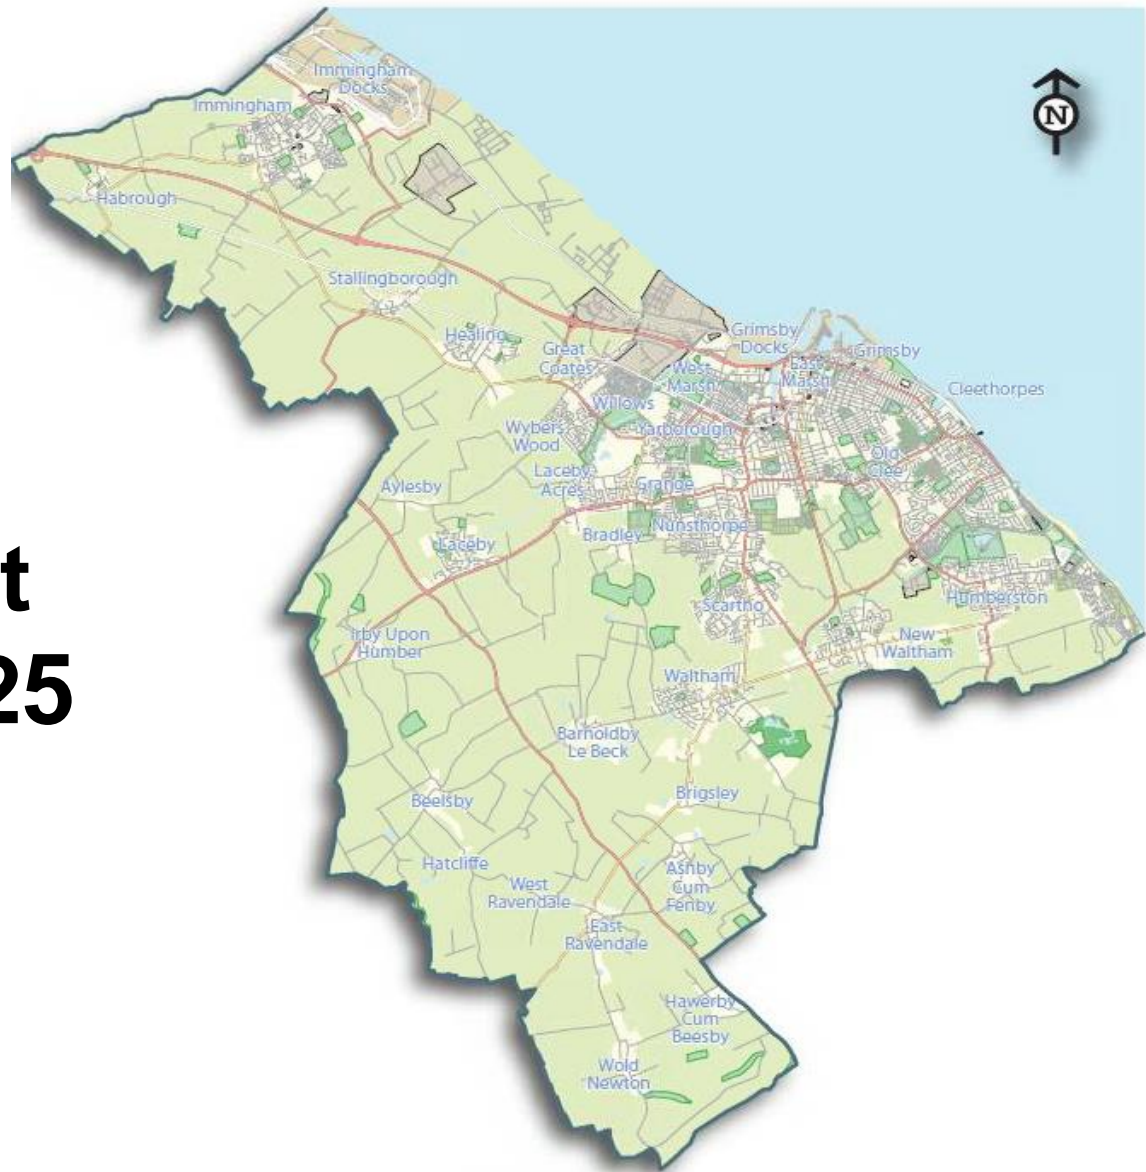 Immingham
Docks
Immingham
N
Habrough
Stallingborough
Healing
Great
Coates
Grimsby
Docks
Grimsby
West
Marsh
East
Marsh
Cleethorpes
Willows
Wybers
Wood
Yarborough
Old
Clee
Laceby
Acres
Grange
Aylesby
Nunsthorpe
Bradley
Laceby
t
Scartho
Humberston
Irby Upon
Humber
New
Waltham
Waltham
25
Barnoldby
Le Beck
Beelsby
Brigsley
Hatcliffe
Ashby
Cum
Fenby
West
Ravendale
East
Ravendale
Hawerby
Cum
Beesby
Wold
Newton